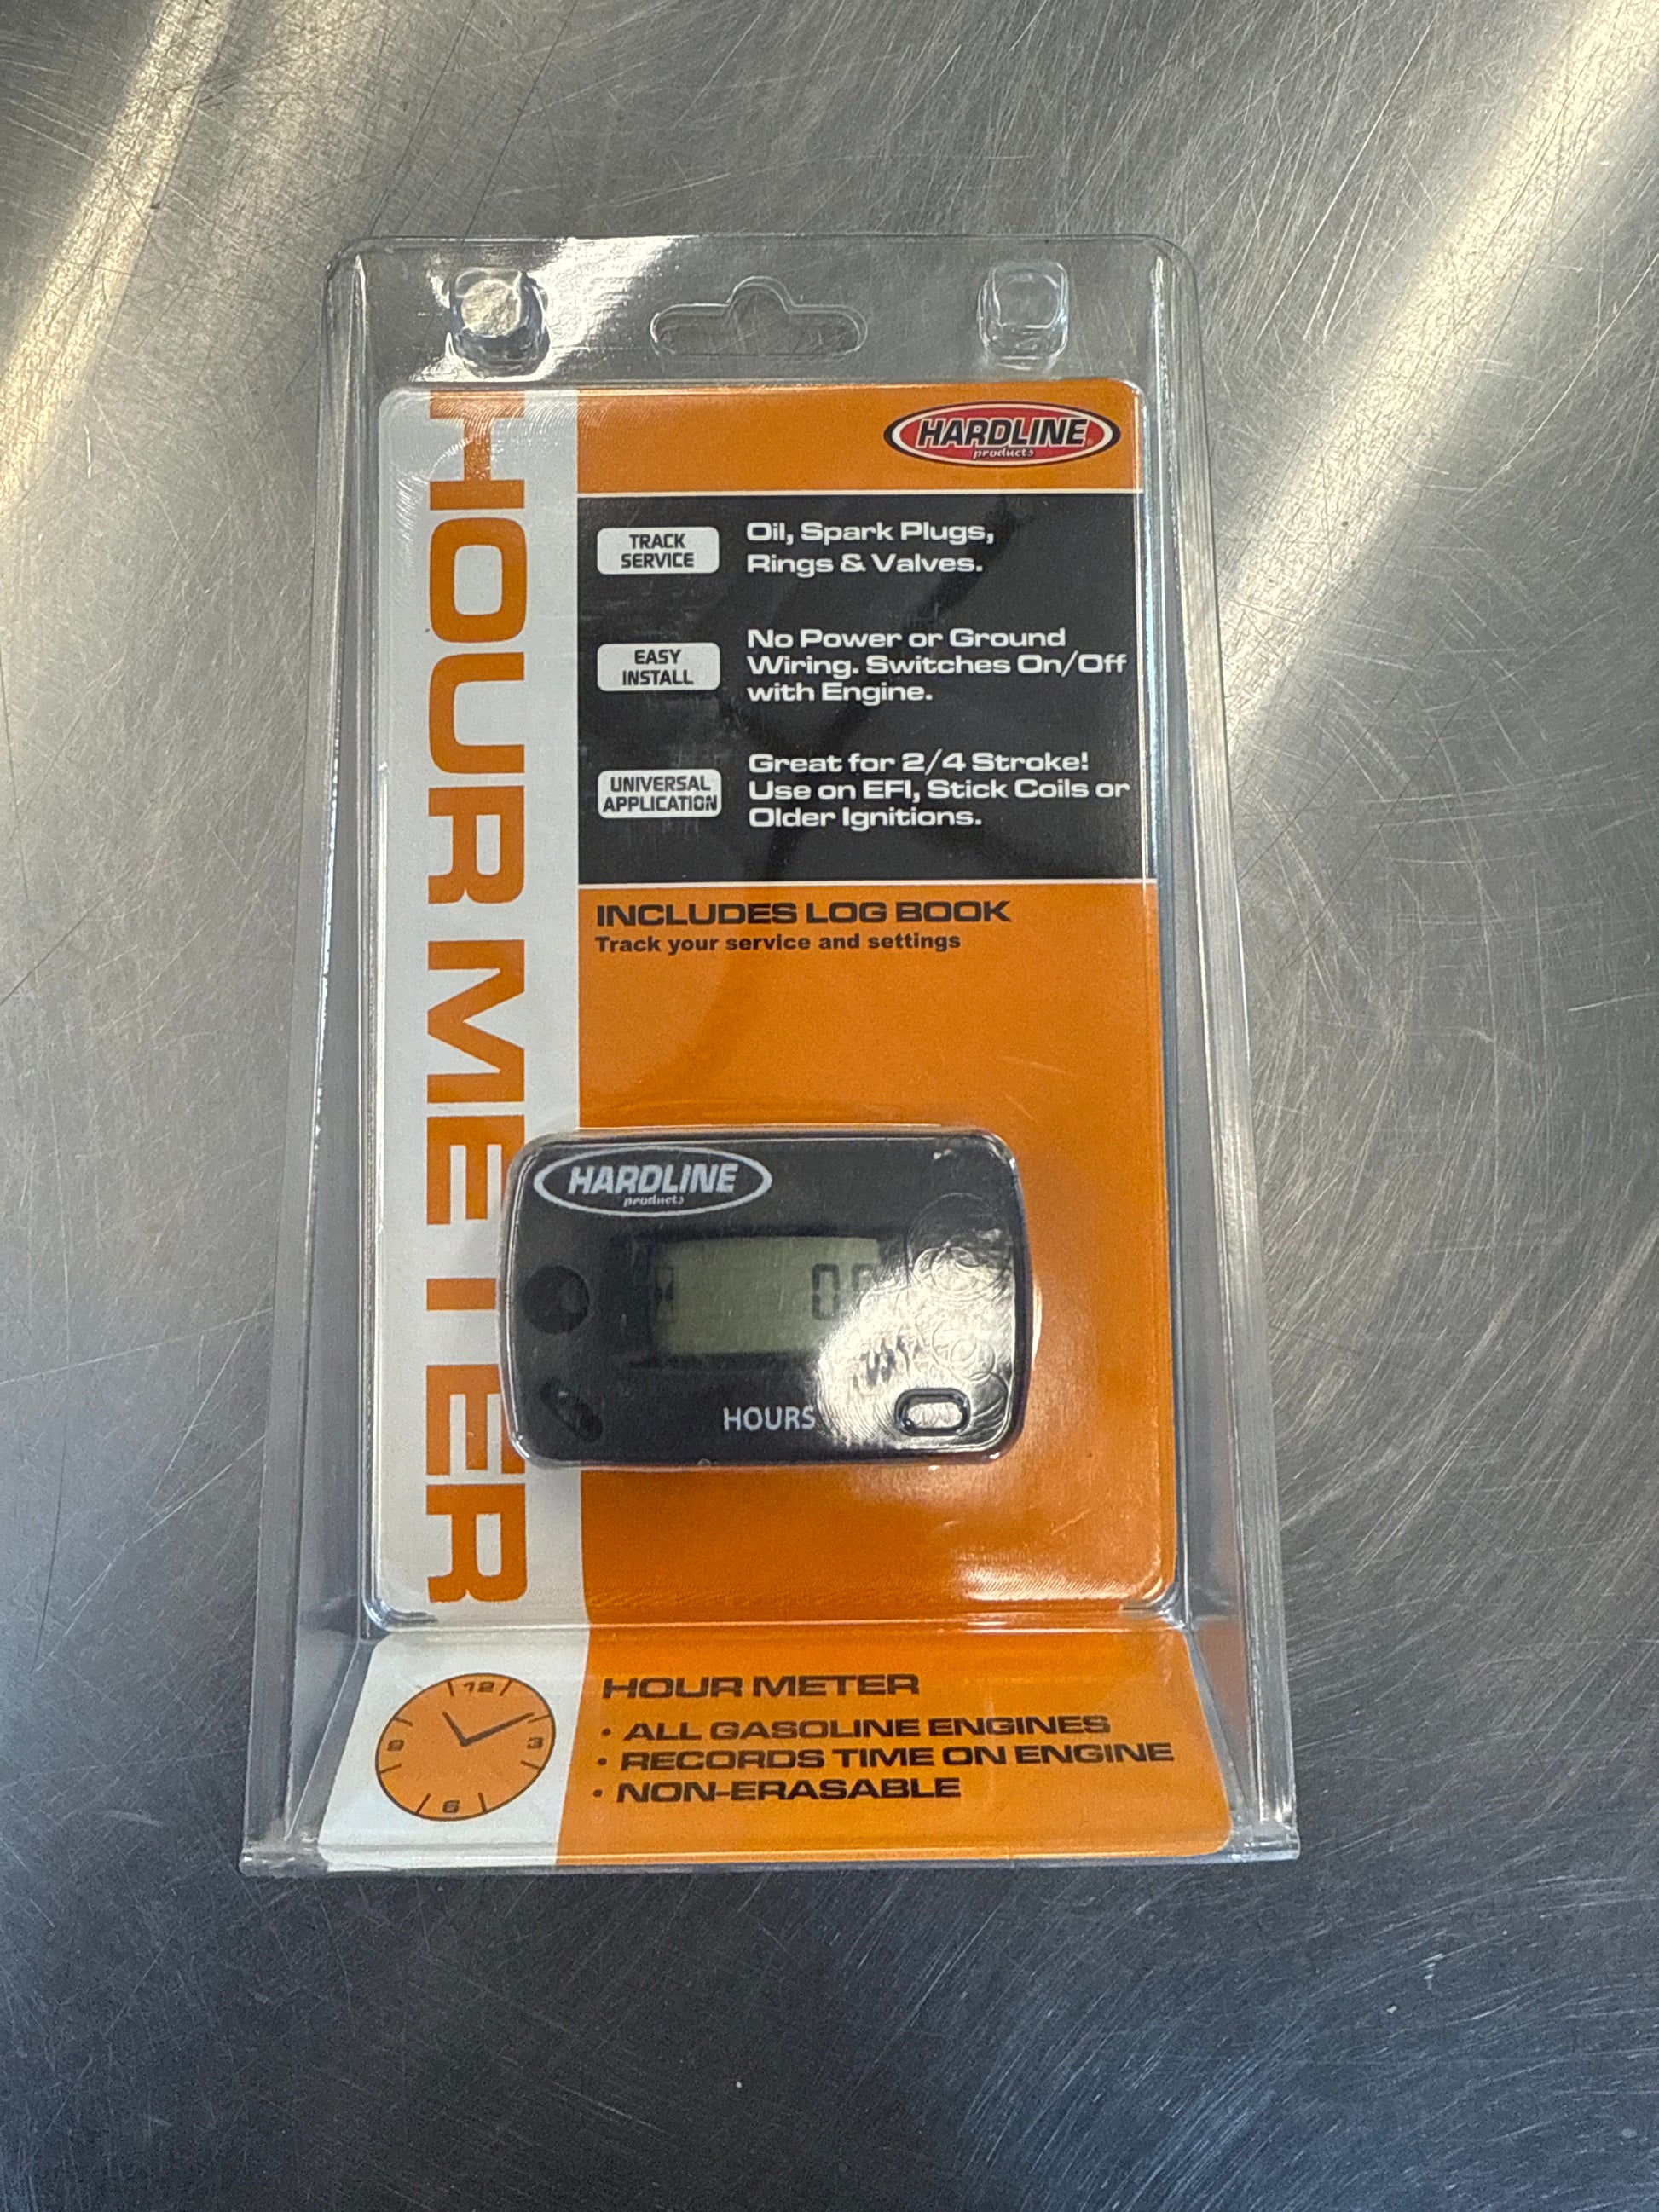 HOUR METER
HARDLINE
products
TRACK
SERVICE
Oil, Spark Plugs,
Rings & Valves.
EASY
INSTALL
No Power or Ground
Wiring. Switches On/Off
with Engine.
UNIVERSAL
APPLICATION
Great for 2/4 Stroke!
Use on EFI, Stick Coils or
Older Ignitions.
INCLUDES LOG BOOK
Track your service and settings
HARDLINE
products
HOURS
12
9
3
6
HOUR METER
• ALL GASOLINE ENGINES
• RECORDS TIME ON ENGINE
• NON-ERASABLE